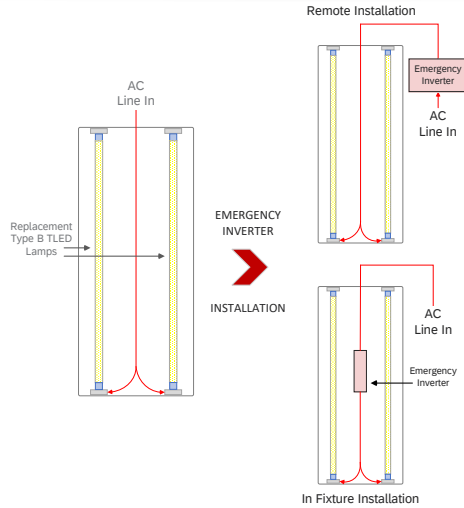 Remote Installation
Emergency
Inverter
AC
Line In
AC
Line In
Replacement
Type B TLED
Lamps
EMERGENCY
INVERTER
INSTALLATION
AC
Line In
Emergency
Inverter
In Fixture Installation